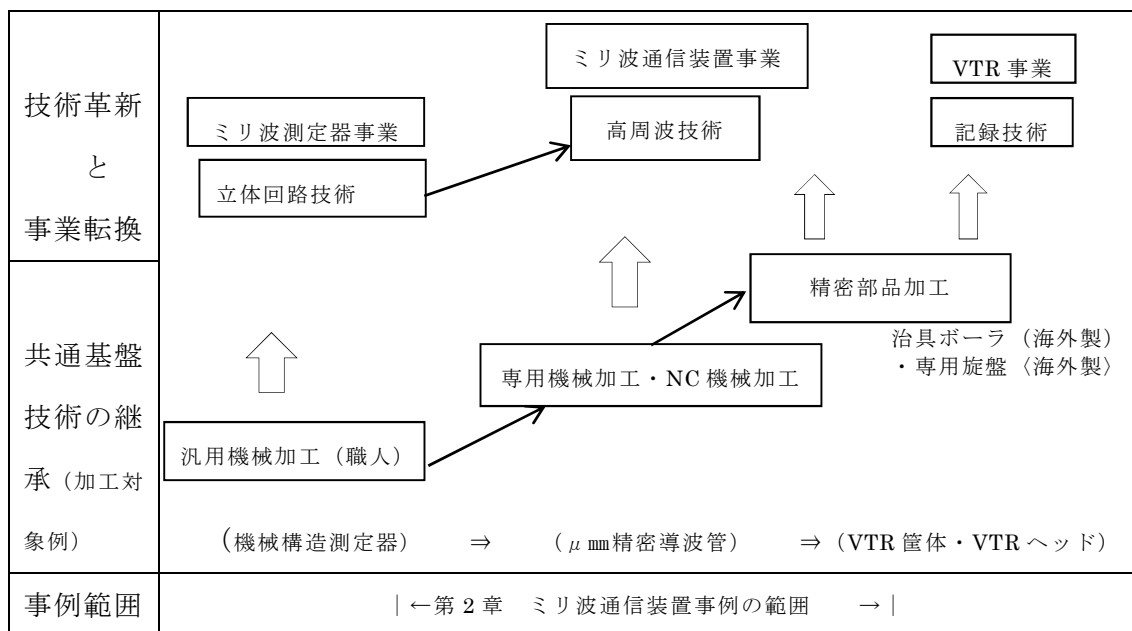 技術革新
と
事業転換
ミリ波測定器事業
立体回路技術
ミリ波通信装置事業
高周波技術
VTR 事業
記録技術
共通基盤
技術の継
承（加工対
象例）
精密部品加工
治具ボーラ（海外製）
・専用旋盤〈海外製〉
専用機械加工・NC 機械加工
汎用機械加工（職人）
（機械構造測定器） ⇒ （μ㎜精密導波管） ⇒（VTR 筐体・VTR ヘッド）
事例範囲
｜←第 2 章 ミリ波通信装置事例の範囲 →｜